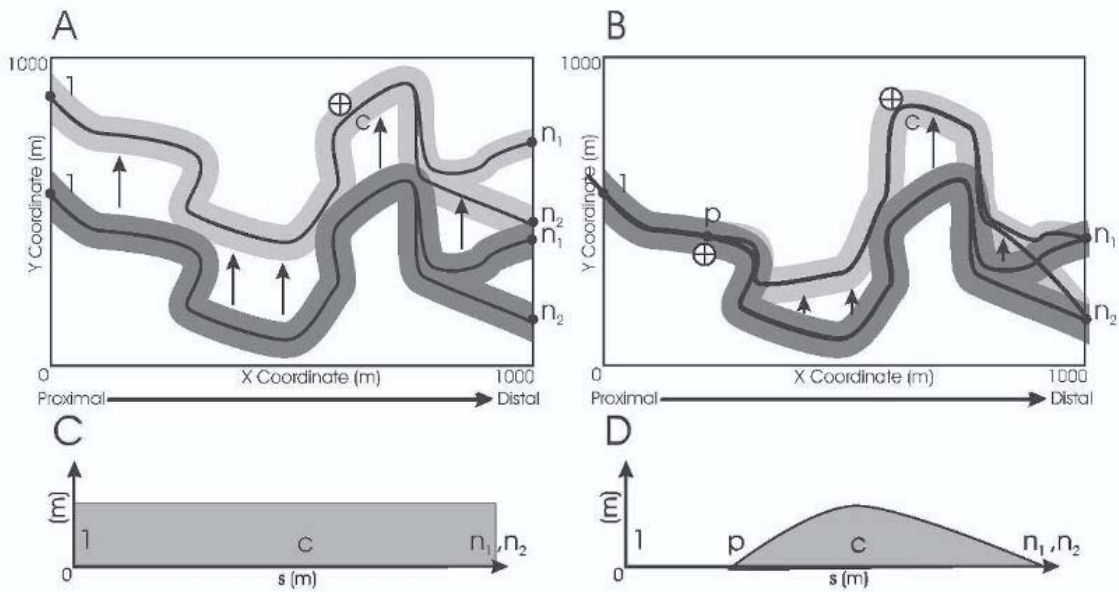 A
B
1000
1
1
c
n₁
n₂
n₁
n₂
Y Coordinate (m)
0
X Coordinate (m)
1000
Proximal
Distal
1000
1
p
c
n₁
n₂
Y Coordinate (m)
0
X Coordinate (m)
1000
Proximal
Distal
C
D
(m)
1
c
n₁,n₂
0
s (m)
(m)
1
p
c
n₁,n₂
0
s (m)